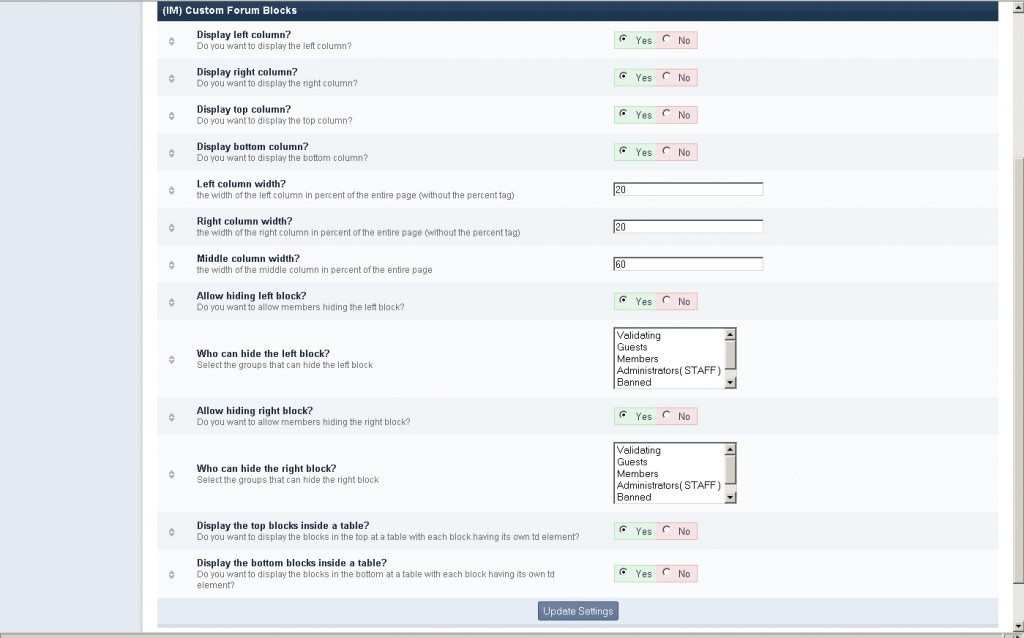 (IM) Custom Forum Blocks
Display left column?
Do you want to display the left column?
Yes No
Display right column?
Do you want to display the right column?
Yes No
Display top column?
Do you want to display the top column?
Yes No
Display bottom column?
Do you want to display the bottom column?
Yes No
Left column width?
the width of the left column in percent of the entire page (without the percent tag)
20
Right column width?
the width of the right column in percent of the entire page (without the percent tag)
20
Middle column width?
the width of the middle column in percent of the entire page
60
Allow hiding left block?
Do you want to allow members hiding the left block?
Yes No
Who can hide the left block?
Select the groups that can hide the left block
Validating
Guests
Members
Administrators( STAFF )
Banned
Allow hiding right block?
Do you want to allow members hiding the right block?
Yes No
Who can hide the right block?
Select the groups that can hide the right block
Validating
Guests
Members
Administrators( STAFF )
Banned
Display the top blocks inside a table?
Do you want to display the blocks in the top at a table with each block having its own td element?
Yes No
Display the bottom blocks inside a table?
Do you want to display the blocks in the bottom at a table with each block having its own td
element?
Yes No
Update Settings